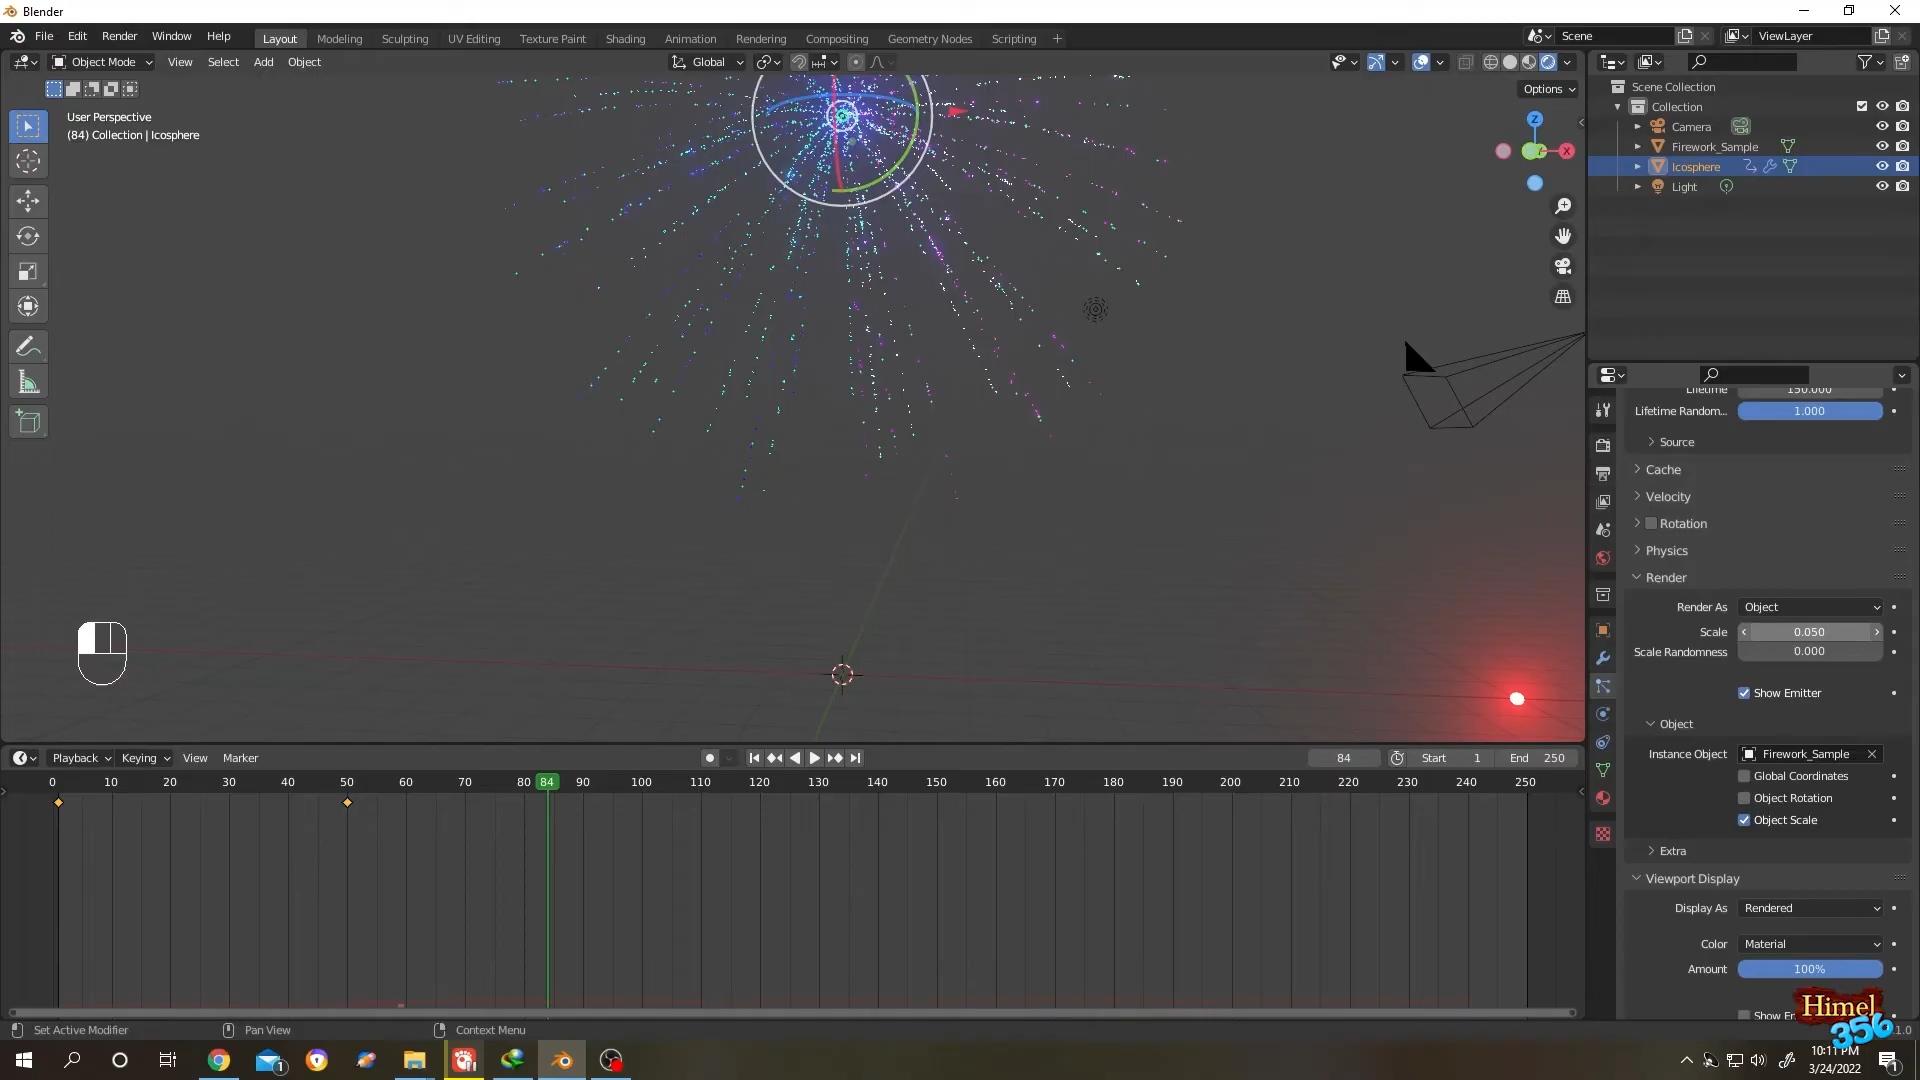 Blender
File Edit Render Window Help Layout Modeling Sculpting UV Editing Texture Paint Shading Animation Rendering Compositing Geometry Nodes Scripting Scene ViewLayer
Object Mode View Select Add Object Global
Options
User Perspective
(84) Collection | Icosphere
Z
X
Scene Collection
Collection
Camera
Firework_Sample
Icosphere
Light
Lifetime 150.000
Lifetime Random... 1.000
Source
Cache
Velocity
Rotation
Physics
Render
Render As Object
Scale 0.050
Scale Randomness 0.000
Show Emitter
Object
Instance Object Firework_Sample
Global Coordinates
Object Rotation
Object Scale
Extra
Viewport Display
Display As Rendered
Color Material
Amount 100%
Playback Keying View Marker 84 Start 1 End 250
0 10 20 30 40 50 60 70 80 84 90 100 110 120 130 140 150 160 170 180 190 200 210 220 230 240 250
Himel
356
Set Active Modifier Pan View Context Menu
1
10:11 PM
3/24/2022
1